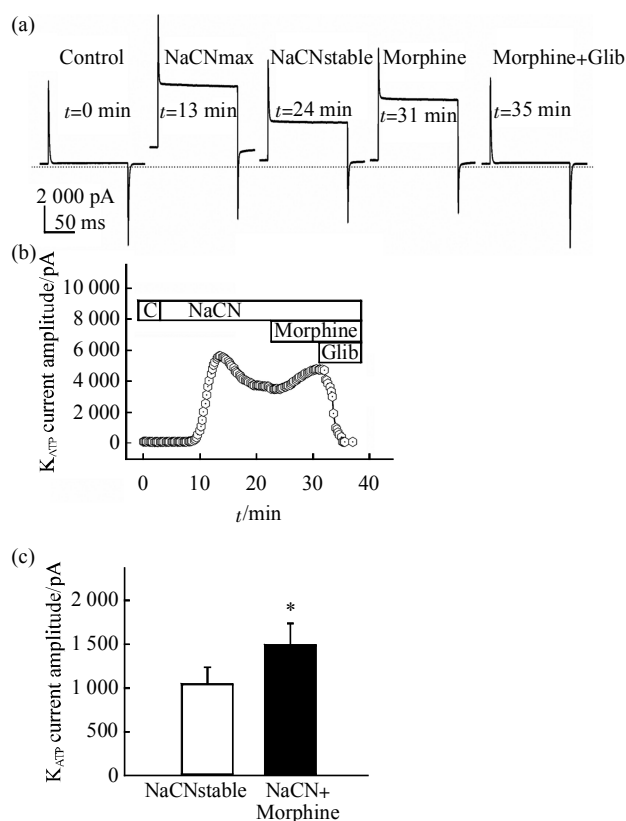 (a)
Control NaCNmax NaCNstable Morphine Morphine+Glib
t=0 min t=13 min t=24 min t=31 min t=35 min
2 000 pA
50 ms
(b)
K_ATP current amplitude/pA
10 000
8 000
6 000
4 000
2 000
0
C NaCN
Morphine
Glib
0 10 20 30 40
t/min
(c)
K_ATP current amplitude/pA
2 000
1 500
1 000
500
0
*
NaCNstable NaCN+
Morphine